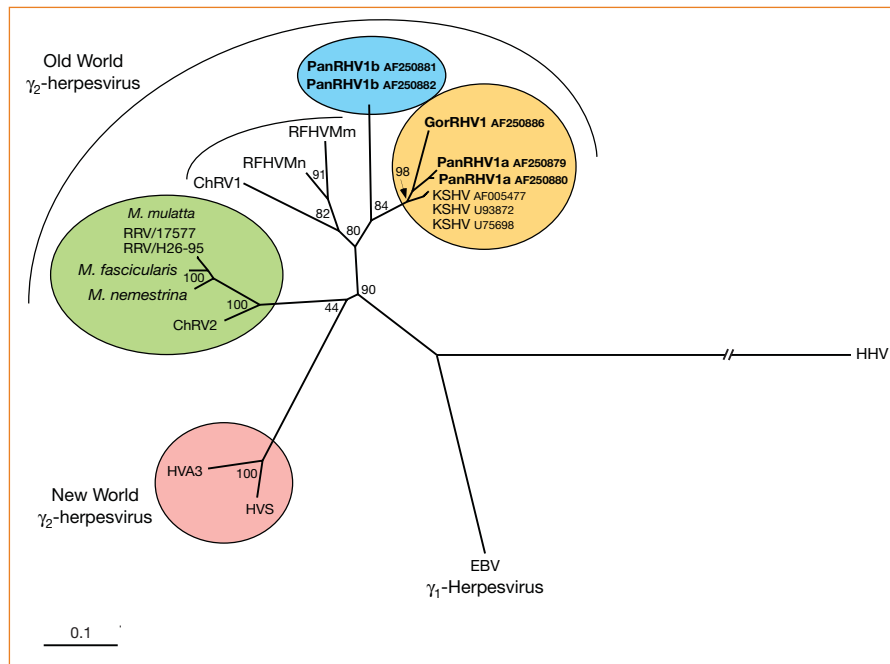 Old World
γ2-herpesvirus
PanRHV1b AF250881
PanRHV1b AF250882
GorRHV1 AF250886
98
PanRHV1a AF250879
PanRHV1a AF250880
KSHV AF005477
KSHV U93872
KSHV U75698
RFHVMm
RFHVMn
91
ChRV1
82
84
80
M. mulatta
RRV/17577
RRV/H26-95
M. fascicularis
100
M. nemestrina
100
ChRV2
90
44
HHV
HVA3
100
HVS
New World
γ2-herpesvirus
EBV
γ1-Herpesvirus
0.1